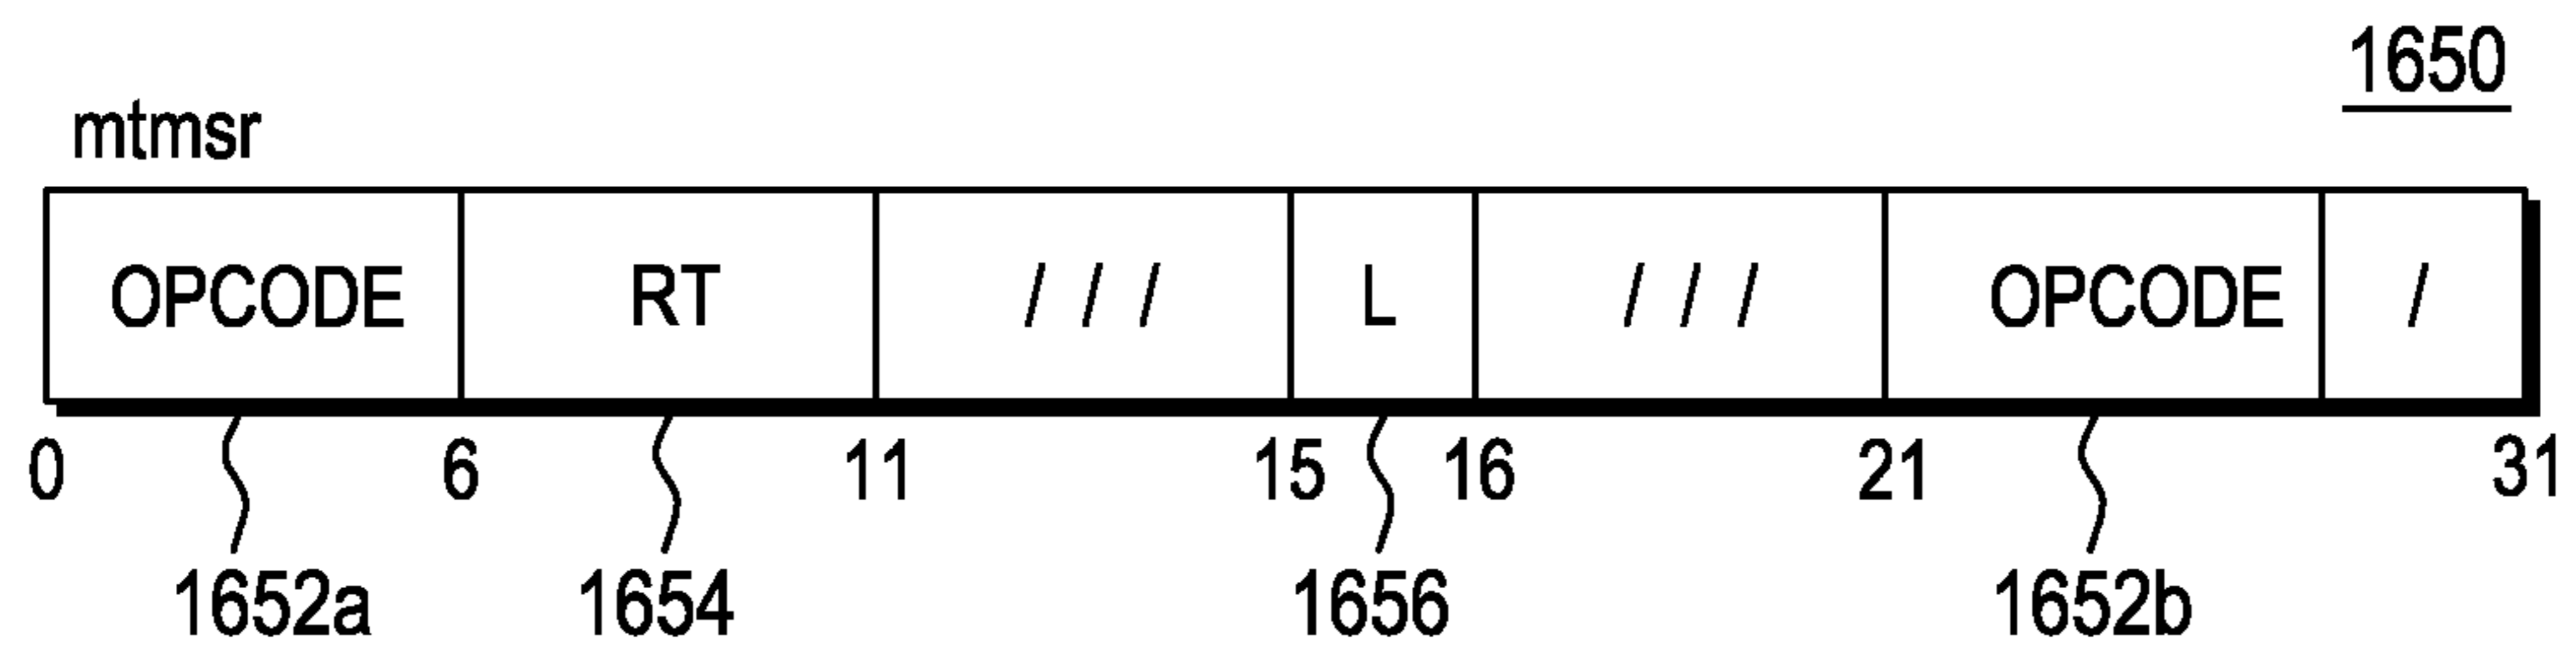 1650
mtmsr
OPCODE RT / / / L / / / OPCODE /
0 6 11 15 16 21 31
1652a 1654 1656 1652b